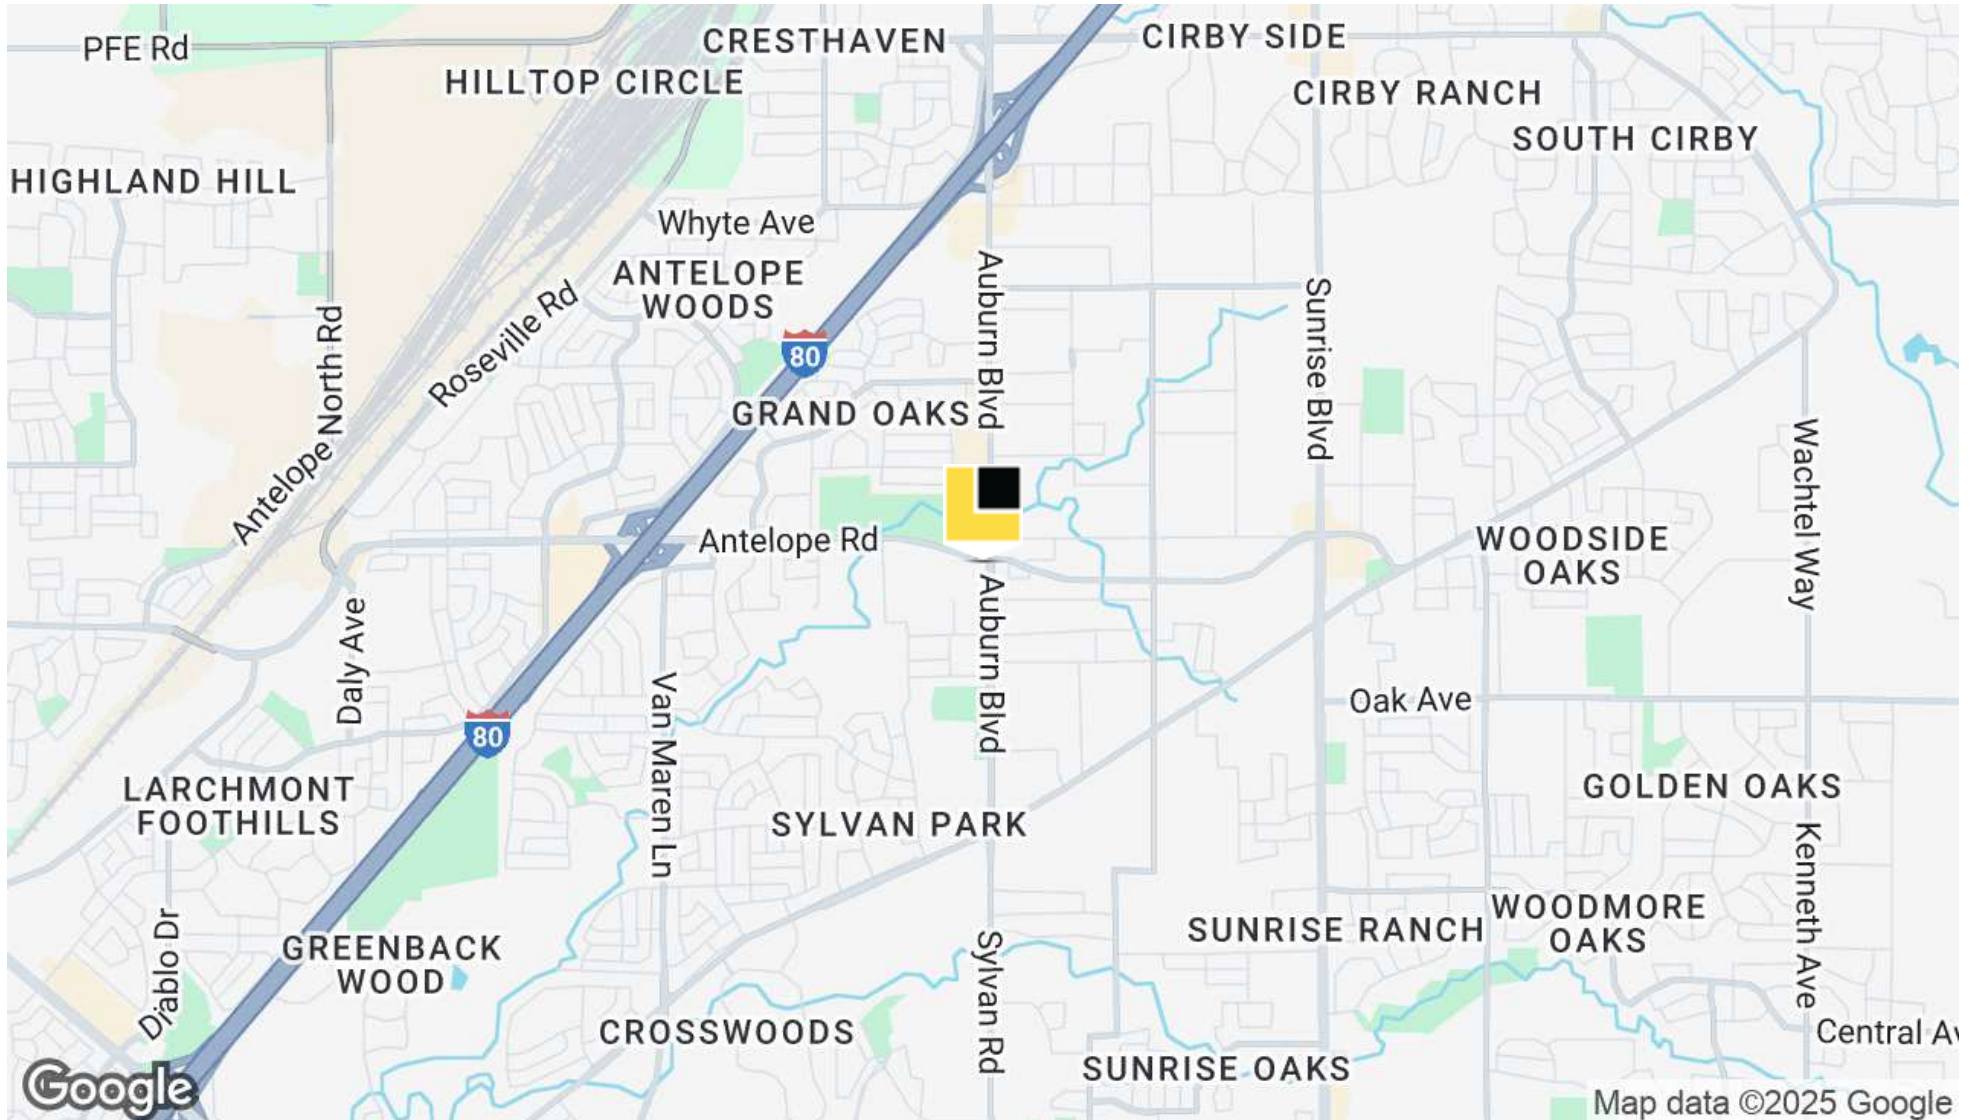 PFE Rd
CRESTHAVEN
CIRBY SIDE
HILLTOP CIRCLE
CIRBY RANCH
SOUTH CIRBY
HIGHLAND HILL
Whyte Ave
ANTELOPE
WOODS
Auburn Blvd
Sunrise Blvd
Antelope North Rd
Roseville Rd
80
GRAND OAKS
Wachtel Way
Antelope Rd
WOODSIDE
OAKS
Daly Ave
Auburn Blvd
Van Maren Ln
Oak Ave
80
LARCHMONT
FOOTHILLS
GOLDEN OAKS
SYLVAN PARK
Kenneth Ave
Diablo Dr
GREENBACK
WOOD
SUNRISE RANCH
WOODMORE
OAKS
Sylvan Rd
CROSSWOODS
Central Av
SUNRISE OAKS
Google
Map data ©2025 Google